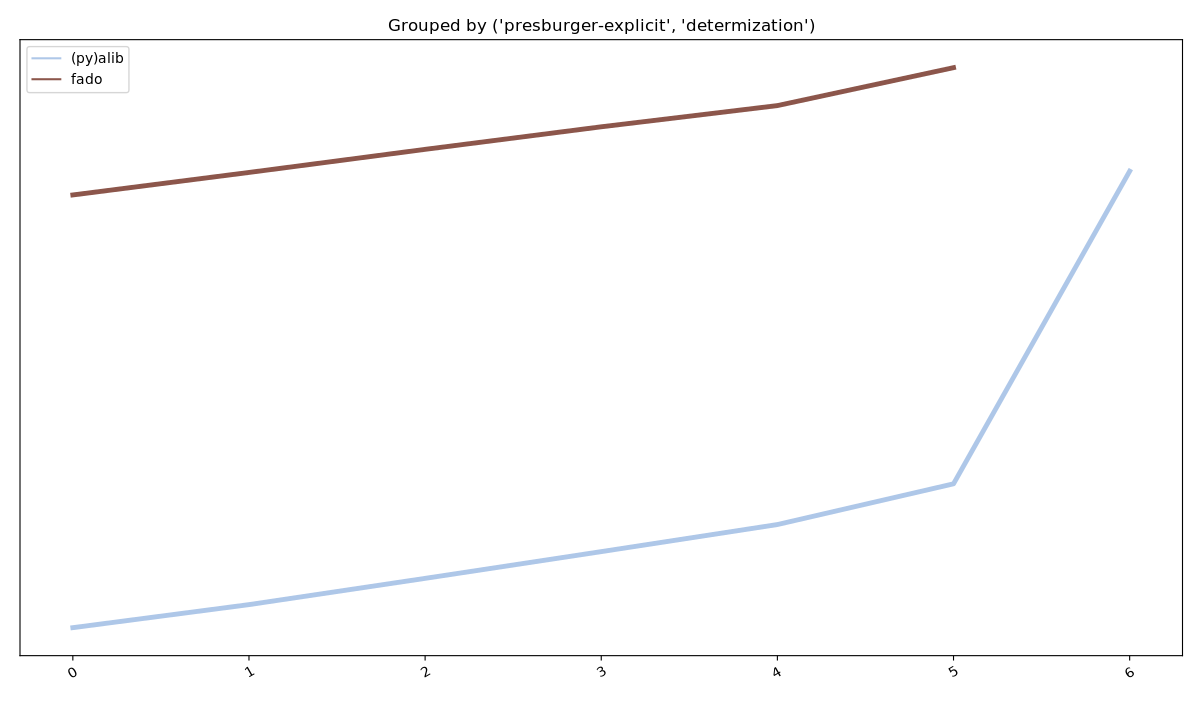 Grouped by ('presburger-explicit', 'determization')
(py)alib
fado
0
1
2
3
4
5
6